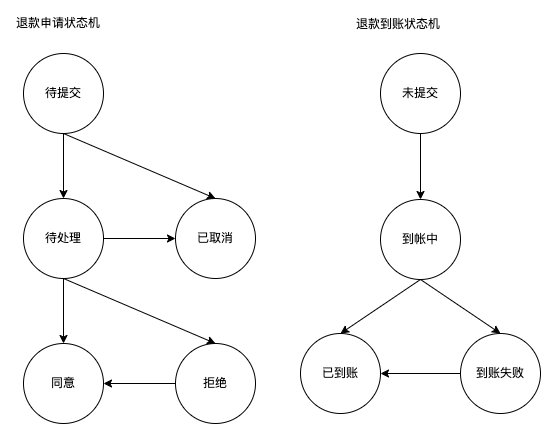 退款申请状态机
退款到账状态机
待提交
未提交
待处理
已取消
到帐中
同意
拒绝
已到账
到账失败